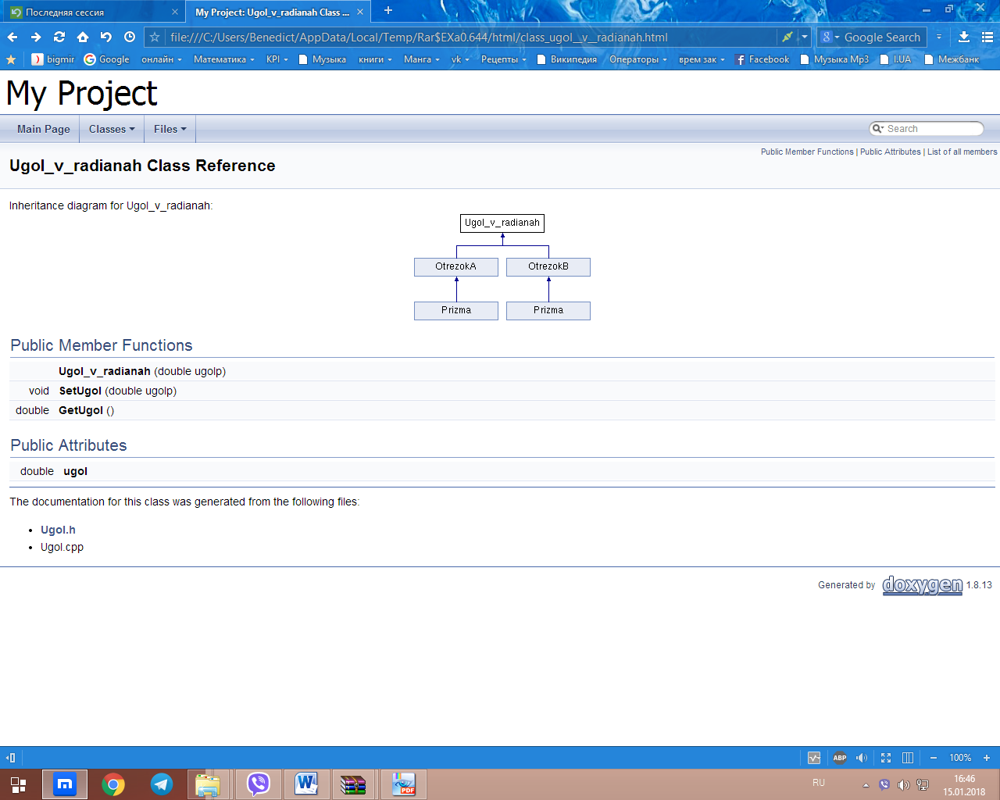 Последняя сессия
My Project: Ugol_v_radianah Class ...
file:///C:/Users/Benedict/AppData/Local/Temp/Rar$EXa0.644/html/class_ugol__v__radianah.html
Google Search
bigmir Google онлайн Математика KPI Музыка книги Манга vk Рецепты Википедия Операторы врем зак Facebook Музыка Mp3 I.UA Межбанк
My Project
Main Page Classes Files Search
Public Member Functions | Public Attributes | List of all members
Ugol_v_radianah Class Reference
Inheritance diagram for Ugol_v_radianah:
Ugol_v_radianah
OtrezokA OtrezokB
Prizma Prizma
Public Member Functions
Ugol_v_radianah (double ugolp)
void SetUgol (double ugolp)
double GetUgol ()
Public Attributes
double ugol
The documentation for this class was generated from the following files:
• Ugol.h
• Ugol.cpp
Generated by doxygen 1.8.13
ABP 100%
RU
16:46
15.01.2018
W
PDF